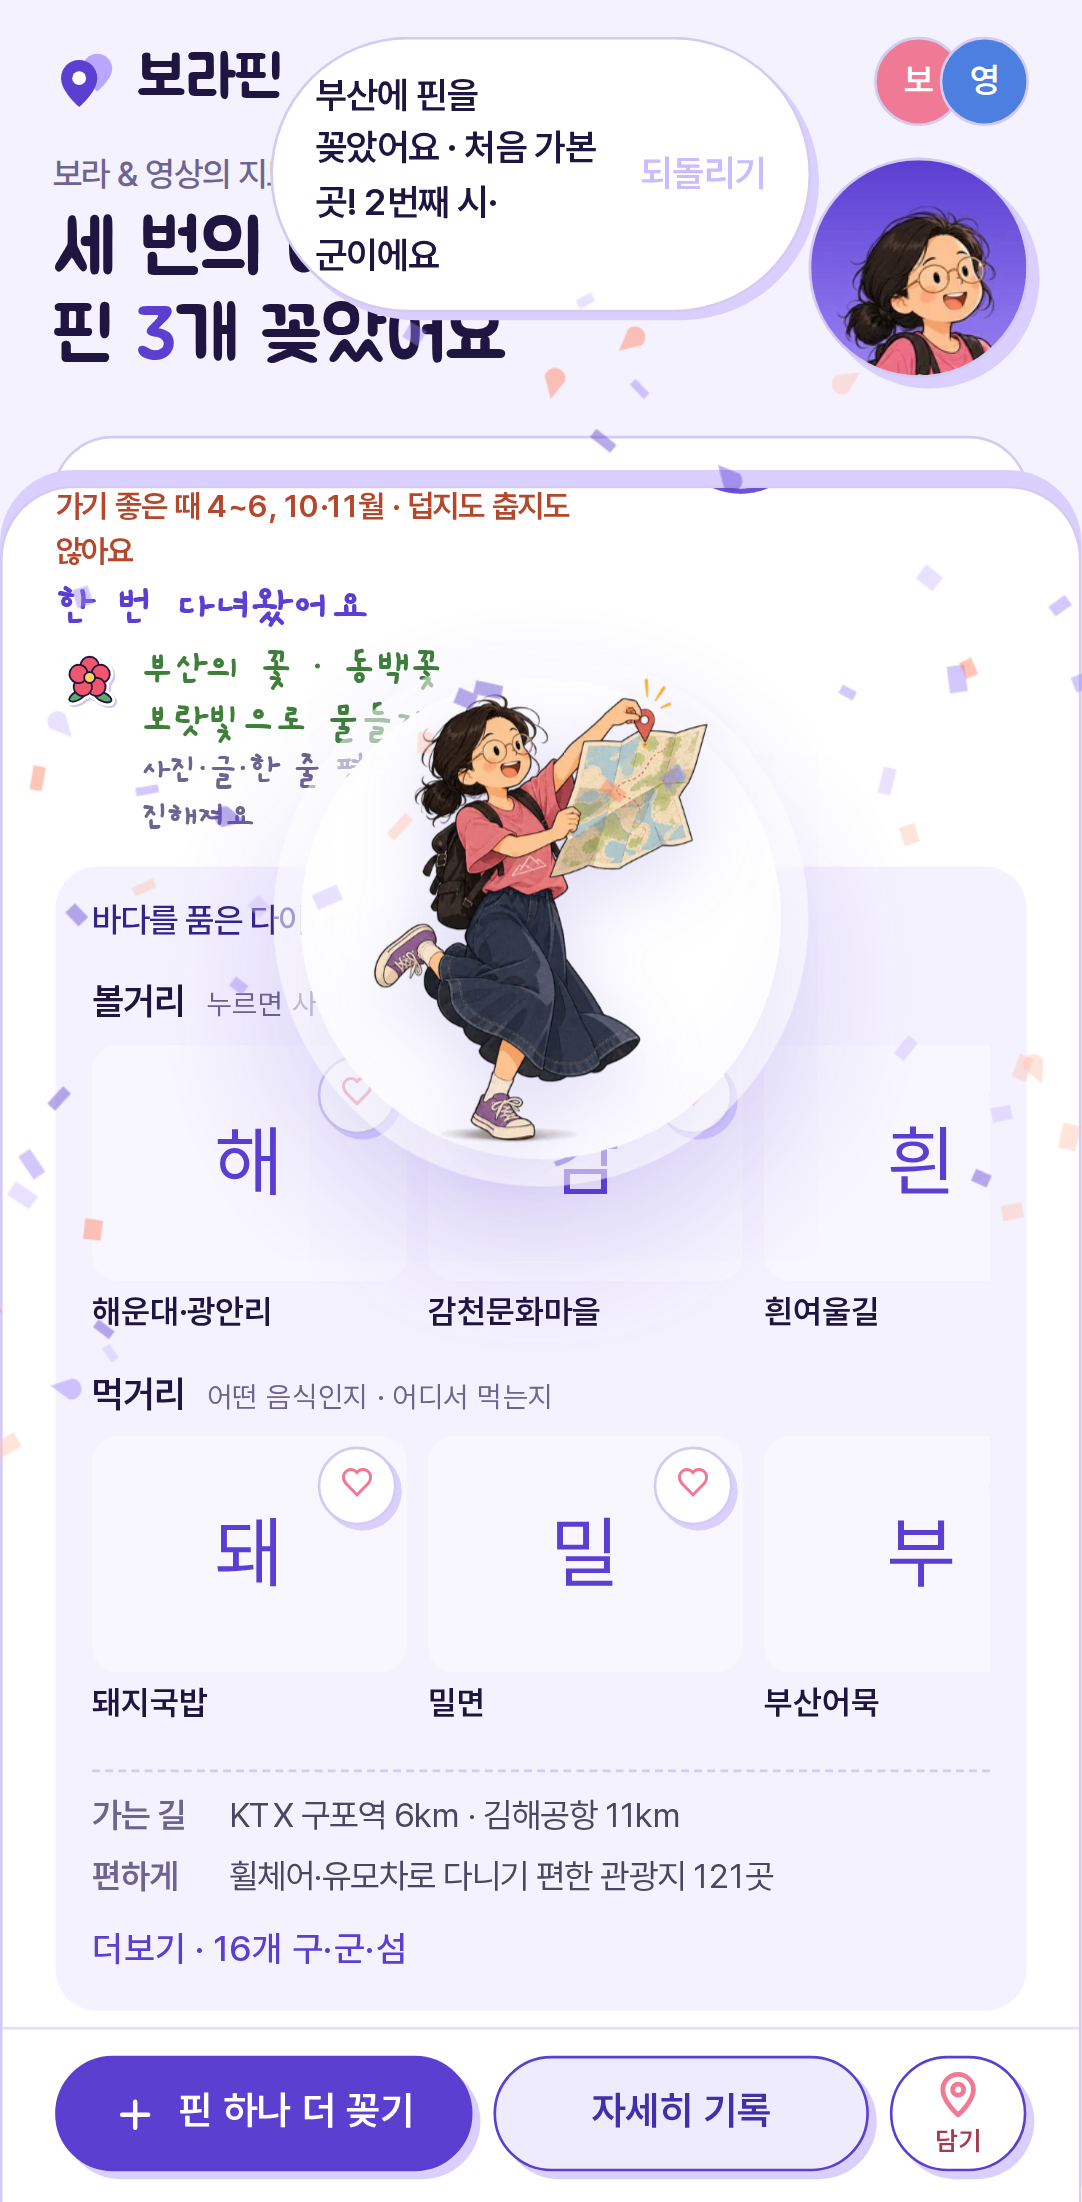 보라핀
부산에 핀을
꽂았어요 · 처음 가본
곳! 2번째 시·
군이에요
되돌리기
보
영
보라 & 영상의
세 번의
핀 3개 꽂았어요
가기 좋은 때 4~6, 10·11월 · 덥지도 춥지도
않아요
한 번 다녀왔어요
부산의 꽃 · 동백꽃
보랏빛으로
사진·글·한 줄
진해져요
바다를 품은
볼거리 누르면
해
감
흰
해운대·광안리
감천문화마을
흰여울길
먹거리 어떤 음식인지 · 어디서 먹는지
돼
밀
부
돼지국밥
밀면
부산어묵
가는 길 KTX 구포역 6km · 김해공항 11km
편하게 휠체어·유모차로 다니기 편한 관광지 121곳
더보기 · 16개 구·군·섬
+ 핀 하나 더 꽂기
자세히 기록
담기